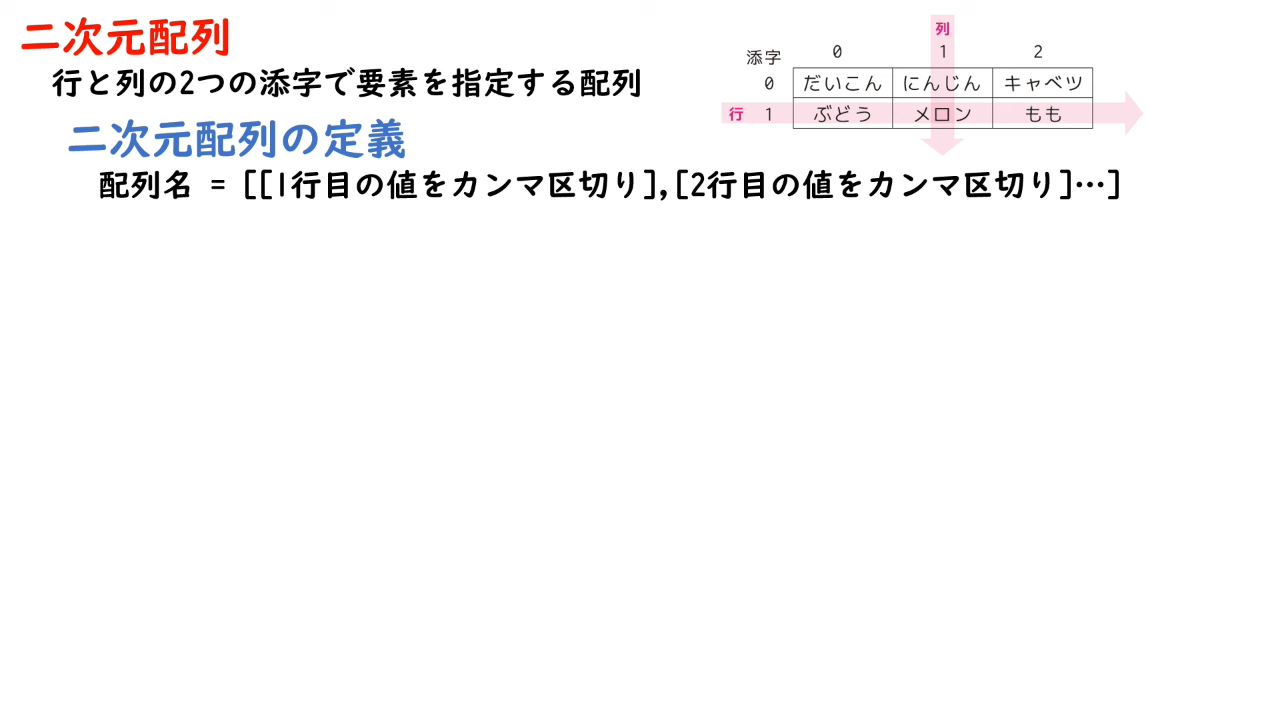 二次元配列
行と列の2つの添字で要素を指定する配列
列
添字 0 1 2
0 だいこん にんじん キャベツ
行 1 ぶどう メロン もも
二次元配列の定義
配列名 = [[1行目の値をカンマ区切り],[2行目の値をカンマ区切り]…]